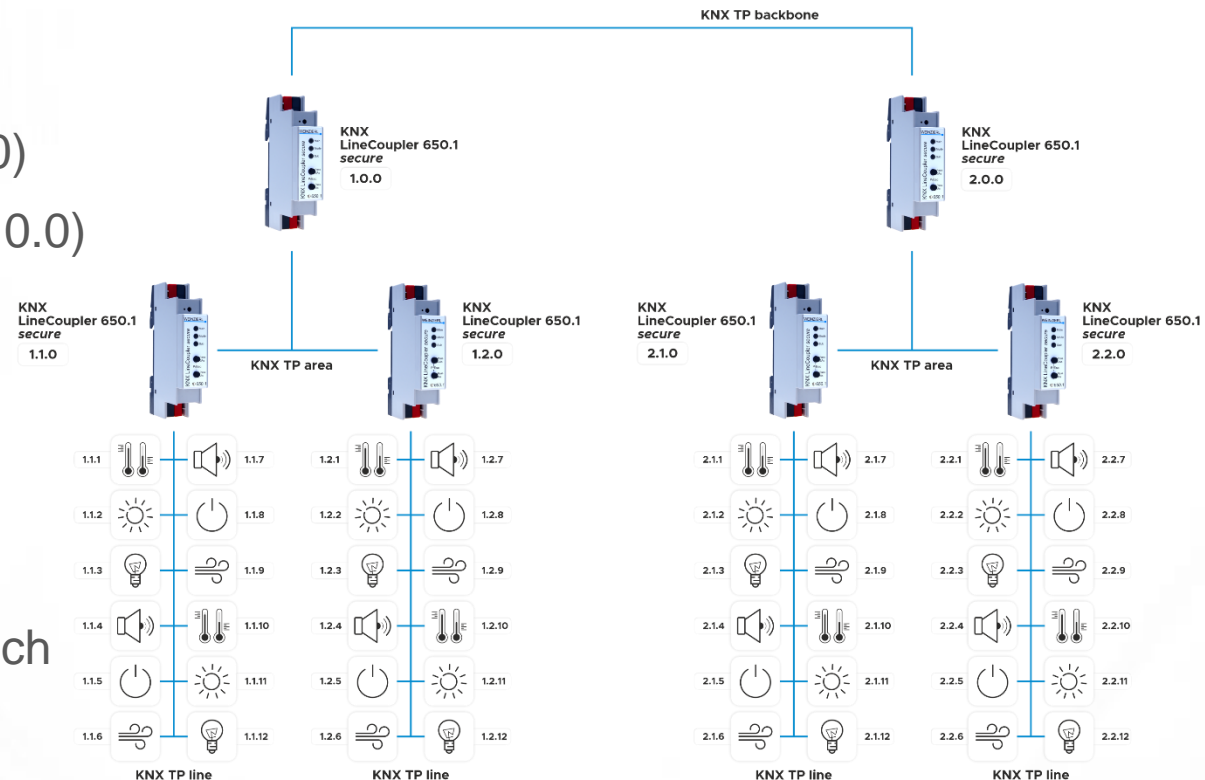 KNX TP backbone
0)
0.0)
ch
KNX
LineCoupler 650.1
secure
1.0.0
KNX
LineCoupler 650.1
secure
2.0.0
KNX
LineCoupler 650.1
secure
1.1.0
KNX
LineCoupler 650.1
secure
1.2.0
KNX
LineCoupler 650.1
secure
2.1.0
KNX
LineCoupler 650.1
secure
2.2.0
KNX TP area
KNX TP area
1.1.1 1.1.7 1.2.1 1.2.7 2.1.1 2.1.7 2.2.1 2.2.7
1.1.2 1.1.8 1.2.2 1.2.8 2.1.2 2.1.8 2.2.2 2.2.8
1.1.3 1.1.9 1.2.3 1.2.9 2.1.3 2.1.9 2.2.3 2.2.9
1.1.4 1.1.10 1.2.4 1.2.10 2.1.4 2.1.10 2.2.4 2.2.10
1.1.5 1.1.11 1.2.5 1.2.11 2.1.5 2.1.11 2.2.5 2.2.11
1.1.6 1.1.12 1.2.6 1.2.12 2.1.6 2.1.12 2.2.6 2.2.12
KNX TP line KNX TP line KNX TP line KNX TP line